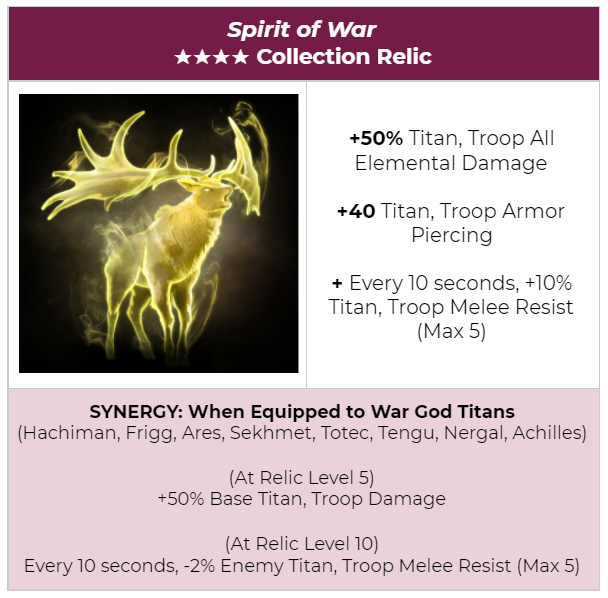 Spirit of War
★★★★ Collection Relic
+50% Titan, Troop All
Elemental Damage
+40 Titan, Troop Armor
Piercing
+ Every 10 seconds, +10%
Titan, Troop Melee Resist
(Max 5)
SYNERGY: When Equipped to War God Titans
(Hachiman, Frigg, Ares, Sekhmet, Totec, Tengu, Nergal, Achilles)
(At Relic Level 5)
+50% Base Titan, Troop Damage
(At Relic Level 10)
Every 10 seconds, -2% Enemy Titan, Troop Melee Resist (Max 5)